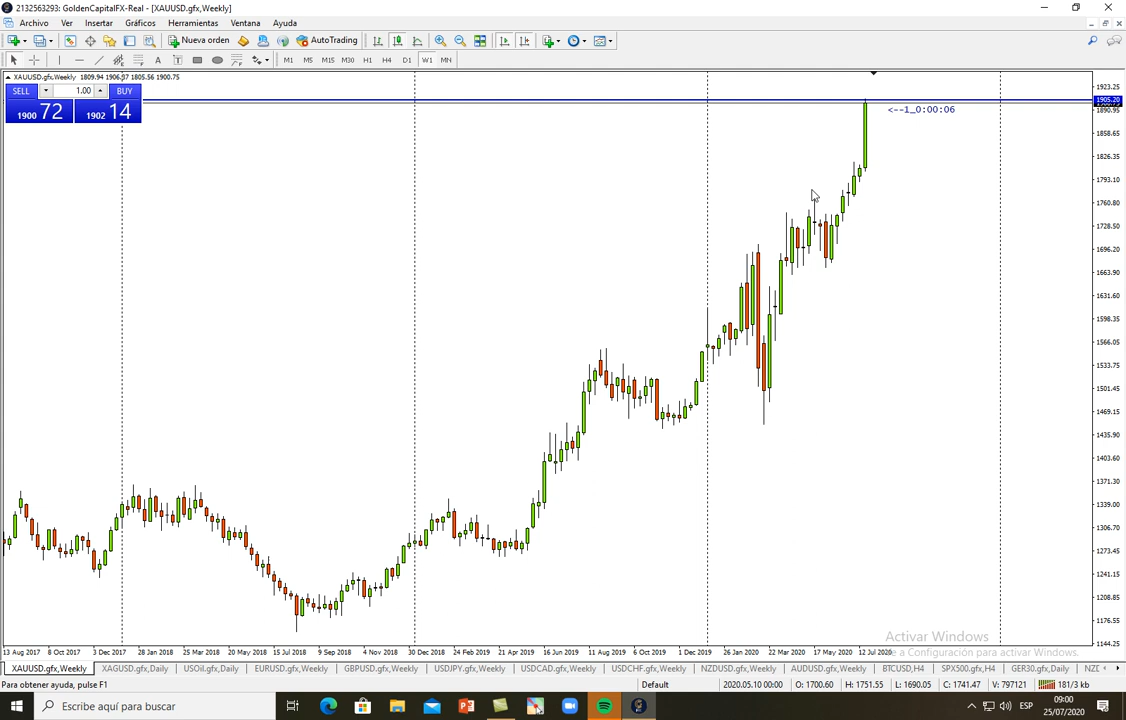 2132563293: GoldenCapitalFX-Real - [XAUUSD.gfx,Weekly]
Archivo Ver Insertar Gráficos Herramientas Ventana Ayuda
Nueva orden AutoTrading
A T M1 M5 M15 M30 H1 H4 D1 W1 MN
XAUUSD.gfx,Weekly 1809.94 1906.37 1805.56 1900.75
SELL 1.00 BUY
1900 72 1902 14
<--1_0:00:06
1923.25
1905.20
1890.95
1858.65
1826.35
1793.10
1760.80
1728.50
1696.20
1663.90
1631.60
1598.35
1566.05
1533.75
1501.45
1469.15
1435.90
1403.60
1371.30
1339.00
1306.70
1273.45
1241.15
1208.85
1176.55
1144.25
13 Aug 2017 8 Oct 2017 3 Dec 2017 28 Jan 2018 25 Mar 2018 20 May 2018 15 Jul 2018 9 Sep 2018 4 Nov 2018 30 Dec 2018 24 Feb 2019 21 Apr 2019 16 Jun 2019 11 Aug 2019 6 Oct 2019 1 Dec 2019 26 Jan 2020 22 Mar 2020 17 May 2020 12 Jul 2020
Activar Windows
a Configuración para activar Windows.
XAUUSD.gfx,Weekly XAGUSD.gfx,Daily USOil.gfx,Daily EURUSD.gfx,Weekly GBPUSD.gfx,Weekly USDJPY.gfx,Weekly USDCAD.gfx,Weekly USDCHF.gfx,Weekly NZDUSD.gfx,Weekly AUDUSD.gfx,Weekly BTCUSD,H4 SPX500.gfx,H4 GER30.gfx,Daily NZD
Para obtener ayuda, pulse F1 Default 2020.05.10 00:00 O: 1700.60 H: 1751.55 L: 1690.05 C: 1741.47 V: 797121 181/3 kb
Escribe aquí para buscar ESP 09:00
25/07/2020